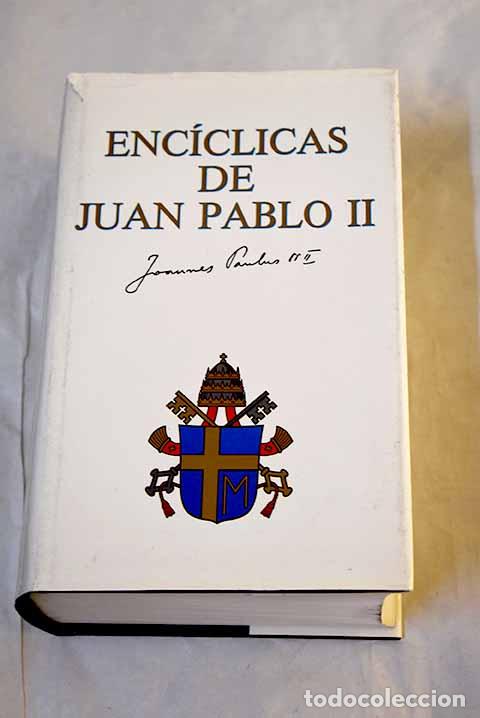 ENCÍCLICAS
DE
JUAN PABLO II
Joannes Paulus PP II
M
todocoleccion